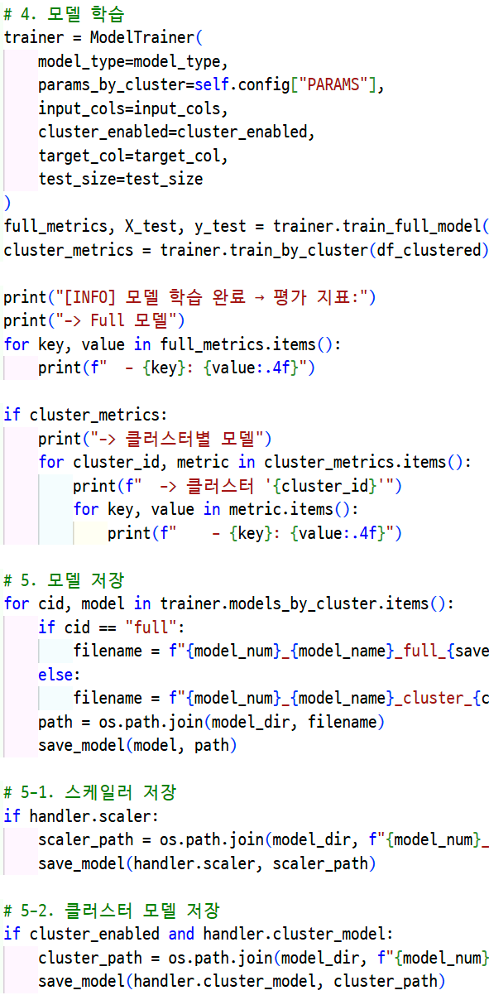 # 4. 모델 학습
trainer = ModelTrainer(
    model_type=model_type,
    params_by_cluster=self.config["PARAMS"],
    input_cols=input_cols,
    cluster_enabled=cluster_enabled,
    target_col=target_col,
    test_size=test_size
)
full_metrics, X_test, y_test = trainer.train_full_model(
cluster_metrics = trainer.train_by_cluster(df_clustered)

print("[INFO] 모델 학습 완료 → 평가 지표:")
print("-> Full 모델")
for key, value in full_metrics.items():
    print(f"  - {key}: {value:.4f}")

if cluster_metrics:
    print("-> 클러스터별 모델")
    for cluster_id, metric in cluster_metrics.items():
        print(f"  -> 클러스터 '{cluster_id}'")
        for key, value in metric.items():
            print(f"    - {key}: {value:.4f}")

# 5. 모델 저장
for cid, model in trainer.models_by_cluster.items():
    if cid == "full":
        filename = f"{model_num}_{model_name}_full_{save
    else:
        filename = f"{model_num}_{model_name}_cluster_{c
    path = os.path.join(model_dir, filename)
    save_model(model, path)

# 5-1. 스케일러 저장
if handler.scaler:
    scaler_path = os.path.join(model_dir, f"{model_num}_
    save_model(handler.scaler, scaler_path)

# 5-2. 클러스터 모델 저장
if cluster_enabled and handler.cluster_model:
    cluster_path = os.path.join(model_dir, f"{model_num}
    save_model(handler.cluster_model, cluster_path)